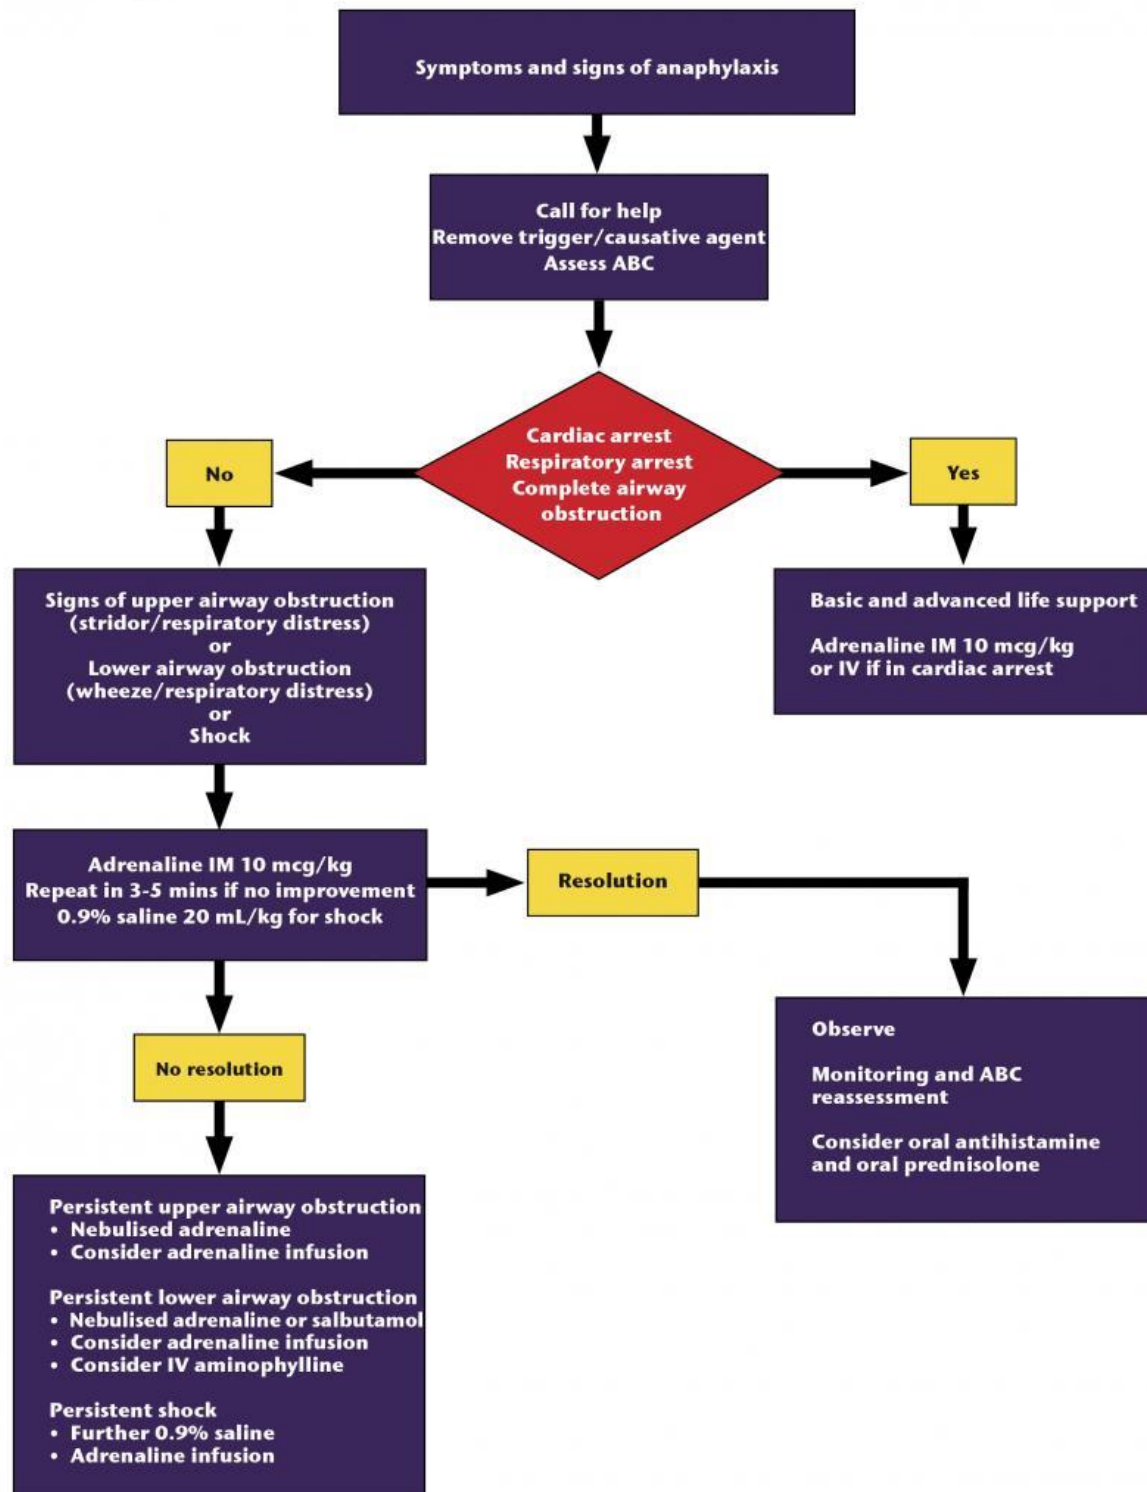 Symptoms and signs of anaphylaxis
Call for help
Remove trigger/causative agent
Assess ABC
Cardiac arrest
Respiratory arrest
Complete airway
obstruction
No
Yes
Signs of upper airway obstruction
(stridor/respiratory distress)
or
Lower airway obstruction
(wheeze/respiratory distress)
or
Shock
Basic and advanced life support
Adrenaline IM 10 mcg/kg
or IV if in cardiac arrest
Adrenaline IM 10 mcg/kg
Repeat in 3-5 mins if no improvement
0.9% saline 20 mL/kg for shock
Resolution
No resolution
Observe
Monitoring and ABC
reassessment
Consider oral antihistamine
and oral prednisolone
Persistent upper airway obstruction
• Nebulised adrenaline
• Consider adrenaline infusion
Persistent lower airway obstruction
• Nebulised adrenaline or salbutamol
• Consider adrenaline infusion
• Consider IV aminophylline
Persistent shock
• Further 0.9% saline
• Adrenaline infusion